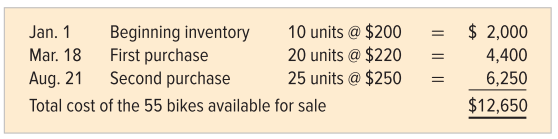 Jan. 1 Beginning inventory 10 units @ $200 = $ 2,000
Mar. 18 First purchase 20 units @ $220 = 4,400
Aug. 21 Second purchase 25 units @ $250 = 6,250
Total cost of the 55 bikes available for sale $12,650